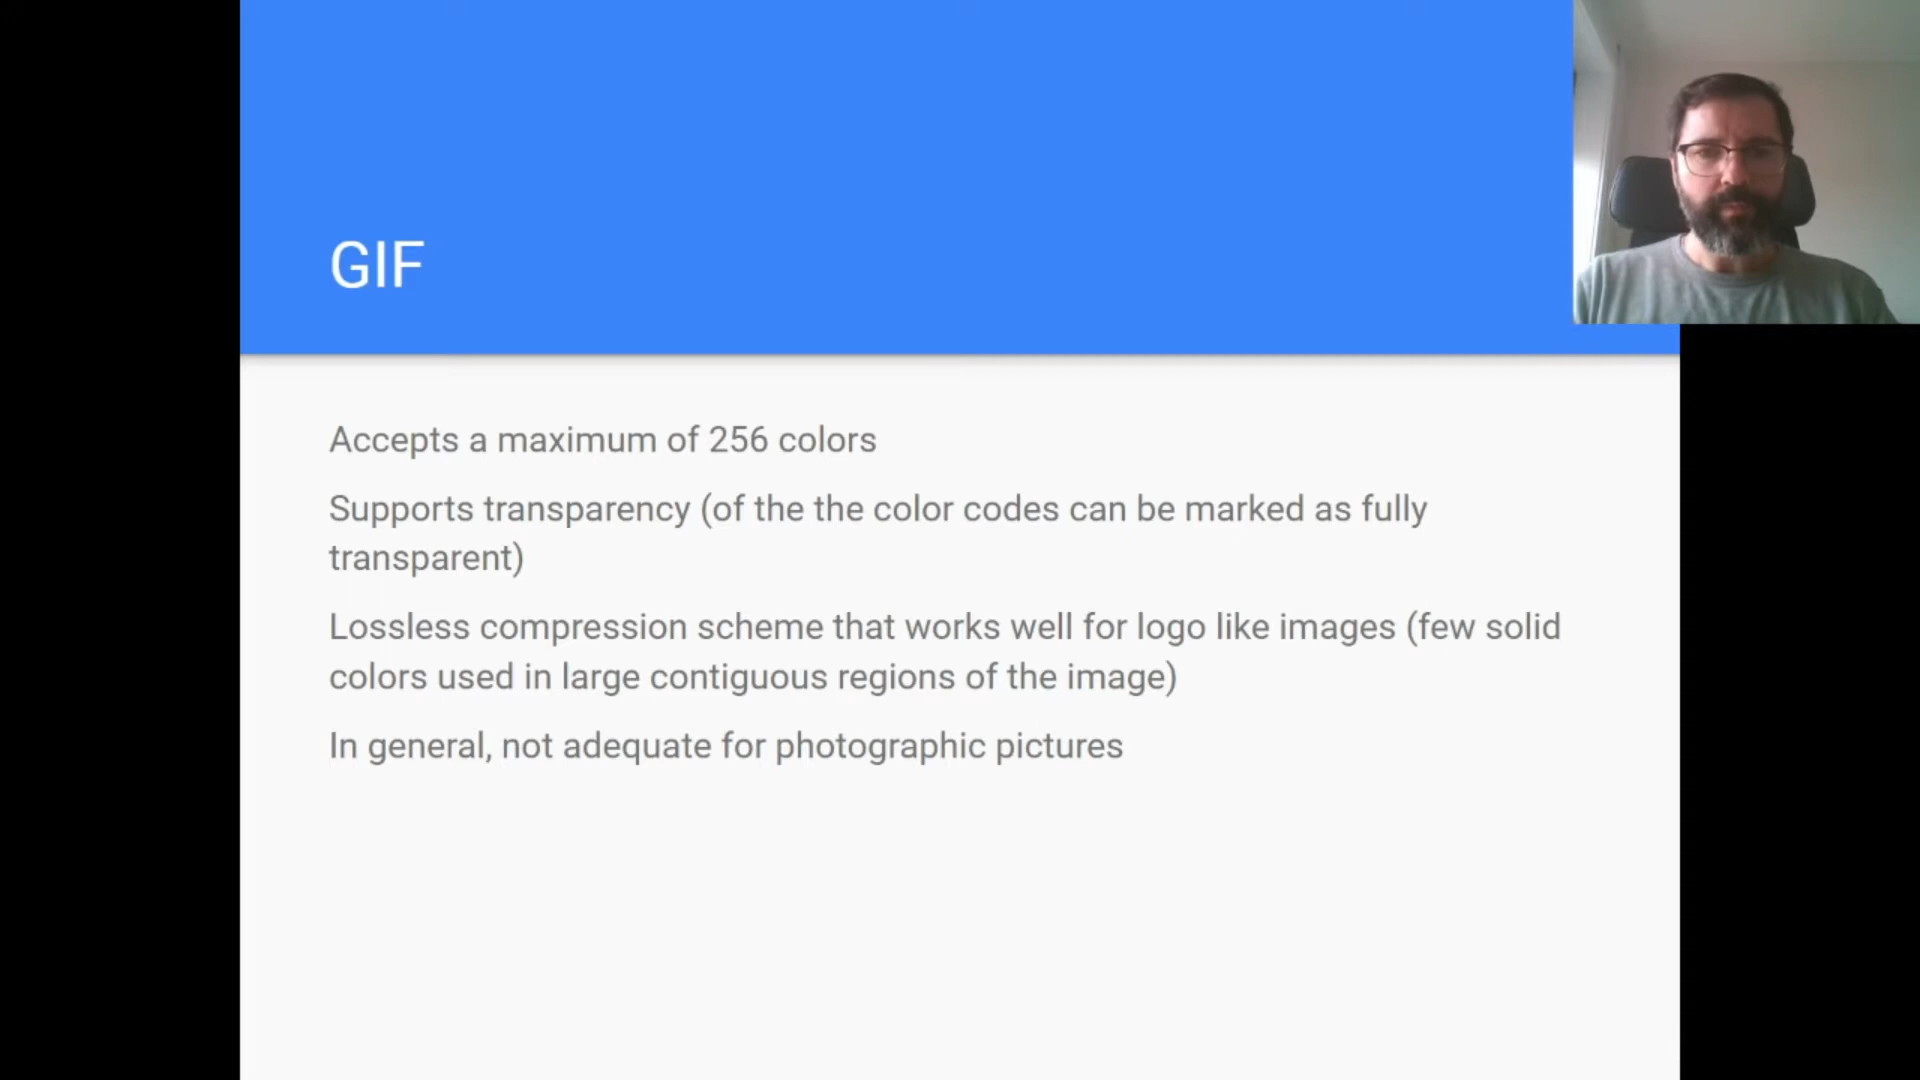 GIF
Accepts a maximum of 256 colors
Supports transparency (of the the color codes can be marked as fully
transparent)
Lossless compression scheme that works well for logo like images (few solid
colors used in large contiguous regions of the image)
In general, not adequate for photographic pictures